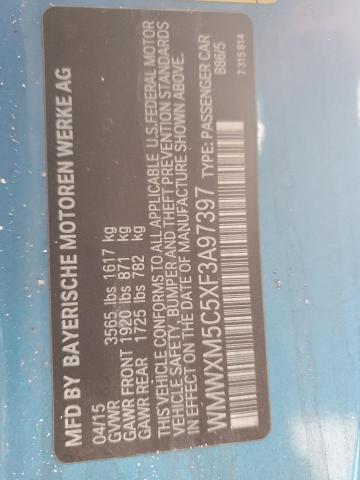 MFD BY BAYERISCHE MOTOREN WERKE AG
04/15
GVWR 3565 lbs 1617 kg
GAWR FRONT 1920 lbs 871 kg
GAWR REAR 1725 lbs 782 kg
THIS VEHICLE CONFORMS TO ALL APPLICABLE U.S.FEDERAL MOTOR
VEHICLE SAFETY, BUMPER AND THEFT PREVENTION STANDARDS
IN EFFECT ON THE DATE OF MANUFACTURE SHOWN ABOVE.
WMWXM5C5XF3A97397 TYPE: PASSENGER CAR
B86/5
7 315 814